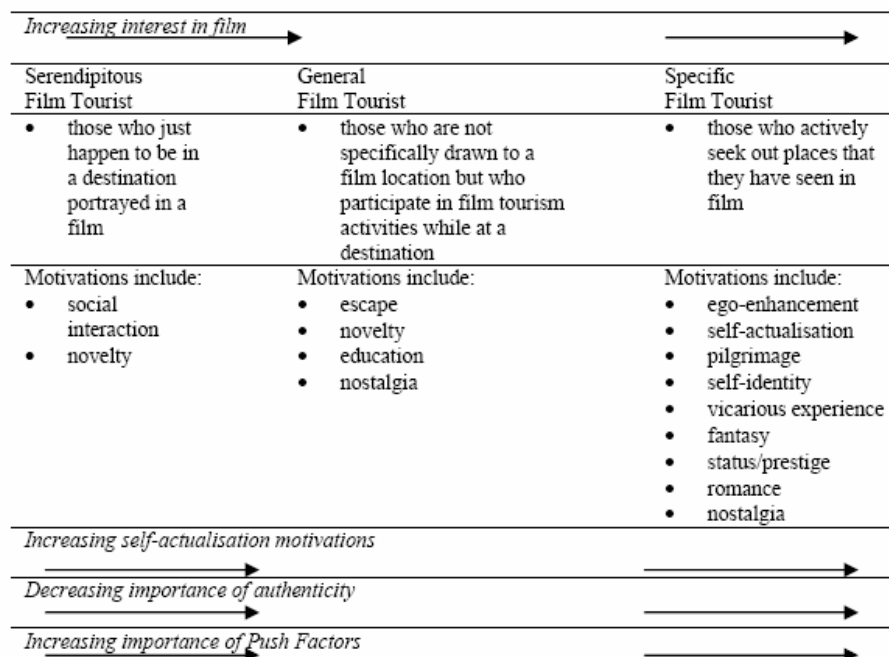 Increasing interest in film
Serendipitous
Film Tourist
General
Film Tourist
Specific
Film Tourist
• those who just
happen to be in
a destination
portrayed in a
film
• those who are not
specifically drawn to a
film location but who
participate in film tourism
activities while at a
destination
• those who actively
seek out places that
they have seen in
film
Motivations include:
• social
interaction
• novelty
Motivations include:
• escape
• novelty
• education
• nostalgia
Motivations include:
• ego-enhancement
• self-actualisation
• pilgrimage
• self-identity
• vicarious experience
• fantasy
• status/prestige
• romance
• nostalgia
Increasing self-actualisation motivations
Decreasing importance of authenticity
Increasing importance of Push Factors